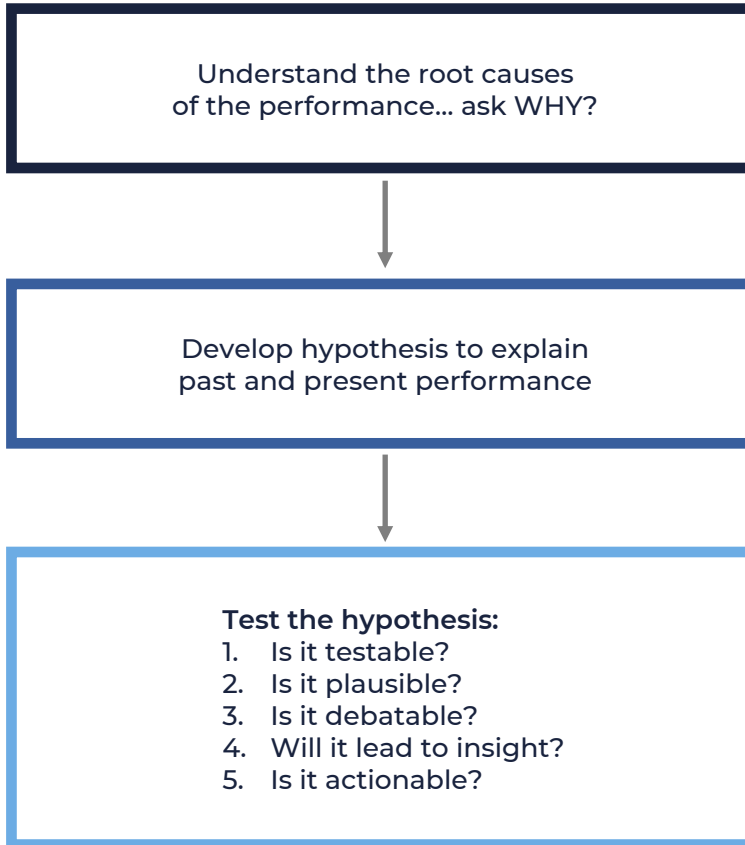 Understand the root causes
of the performance... ask WHY?
Develop hypothesis to explain
past and present performance
Test the hypothesis:
1. Is it testable?
2. Is it plausible?
3. Is it debatable?
4. Will it lead to insight?
5. Is it actionable?